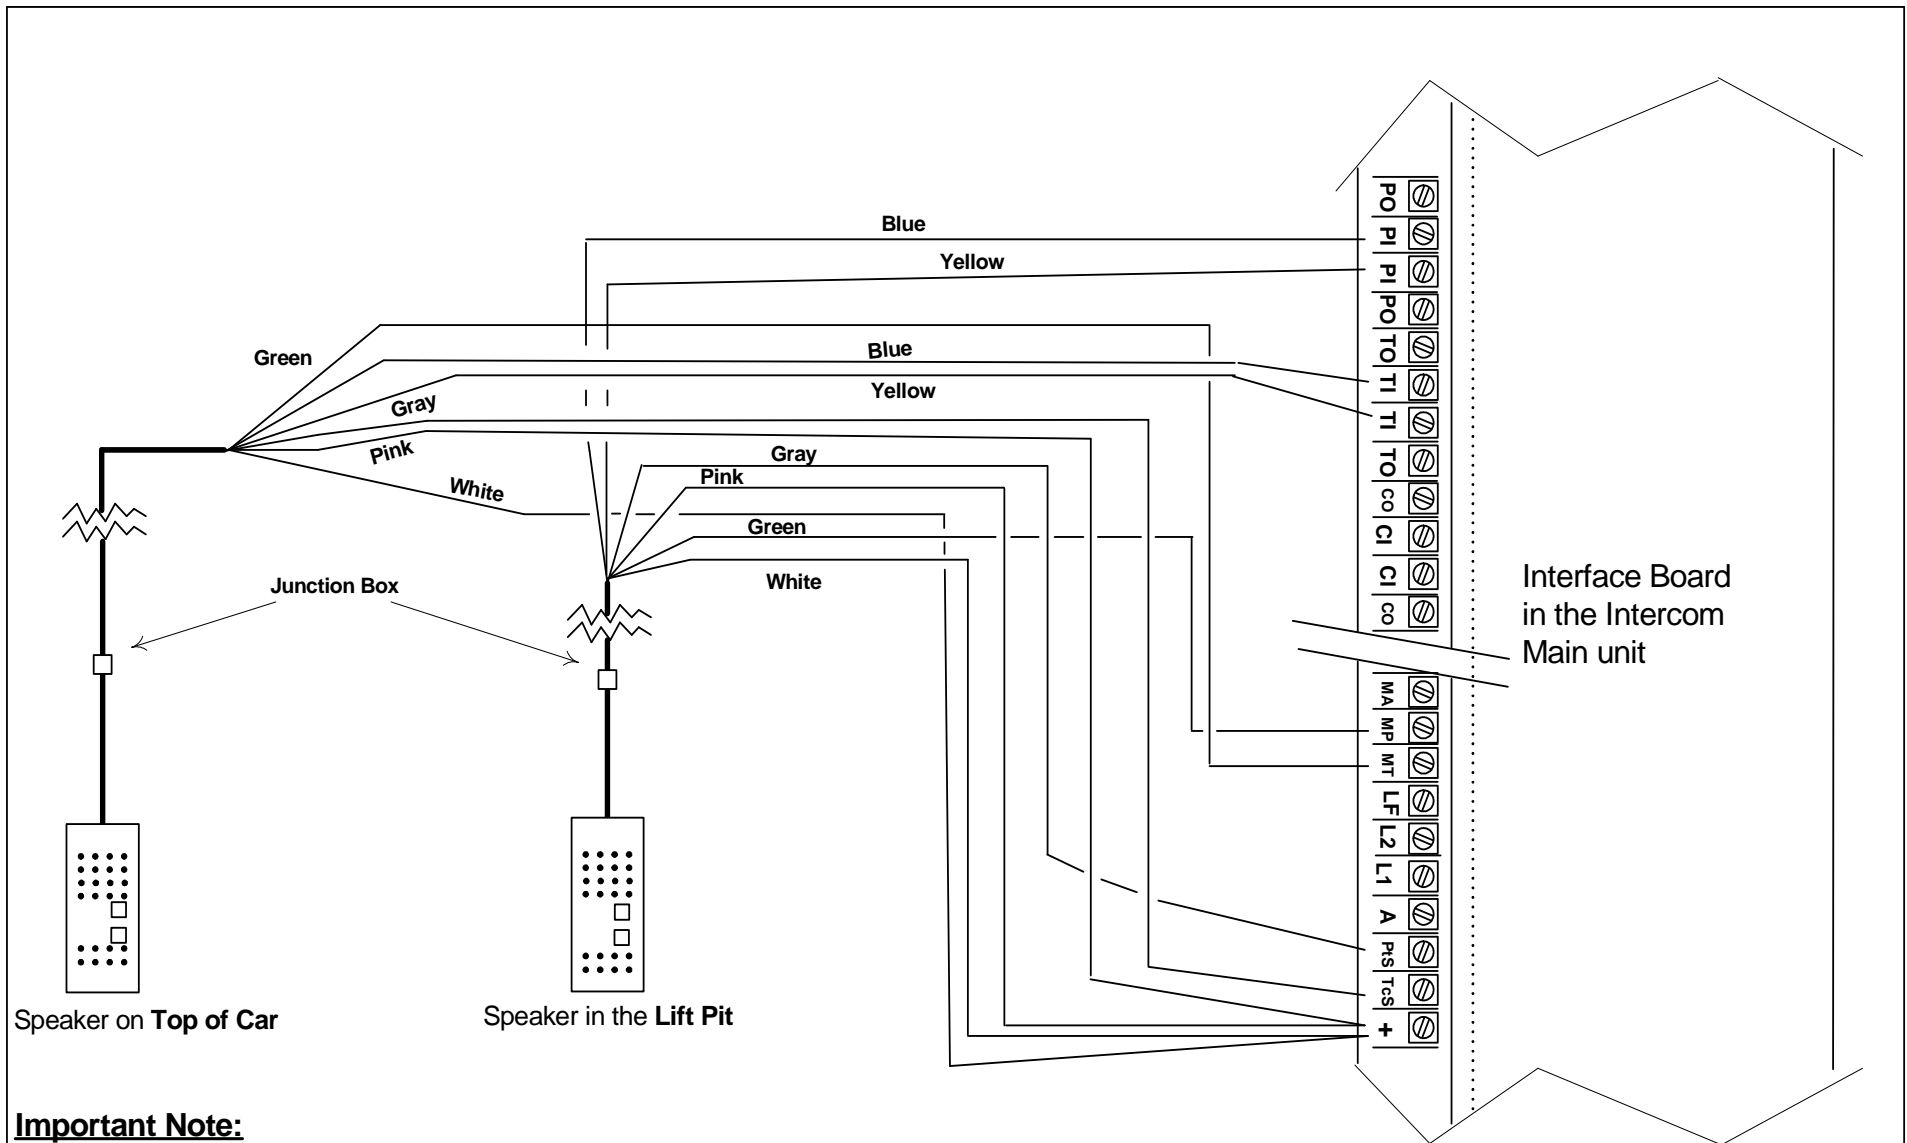 PO
Blue
PI
Yellow
PI
PO
Green
Blue
TO
Yellow
TI
Gray
TI
Pink
Gray
TO
White
Pink
CO
Green
CI
White
Junction Box
CI
CO
Interface Board
in the Intercom
Main unit
MA
MP
MT
LF
L2
L1
A
PtS
TcS
+
Speaker on Top of Car
Speaker in the Lift Pit
Important Note: